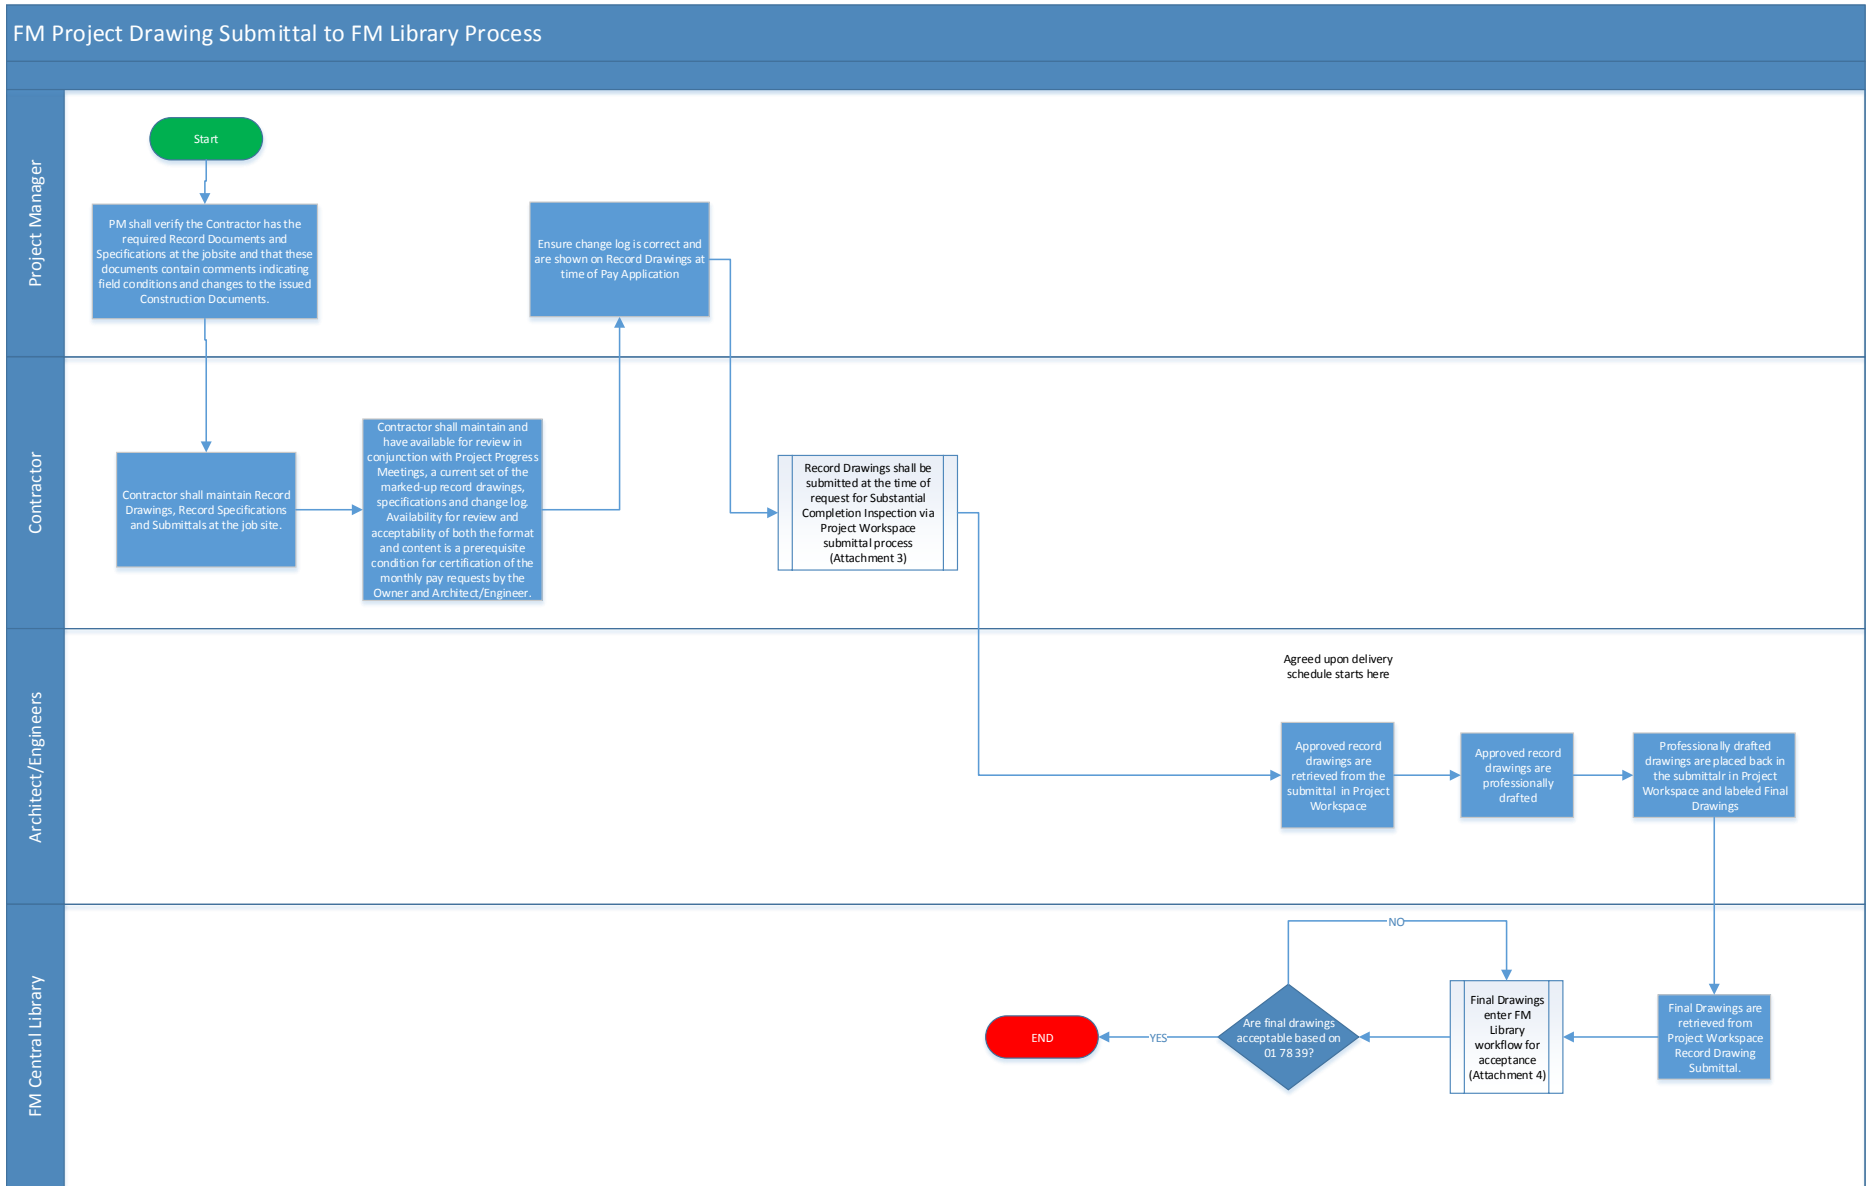 FM Project Drawing Submittal to FM Library Process
Project Manager
Start
PM shall verify the Contractor has the
required Record Documents and
Specifications at the jobsite and that these
documents contain comments indicating
field conditions and changes to the issued
Construction Documents.
Ensure change log is correct and
are shown on Record Drawings at
time of Pay Application
Contractor
Contractor shall maintain Record
Drawings, Record Specifications
and Submittals at the job site.
Contractor shall maintain and
have available for review in
conjunction with Project Progress
Meetings, a current set of the
marked-up record drawings,
specifications and change log.
Availability for review and
acceptability of both the format
and content is a prerequisite
condition for certification of the
monthly pay requests by the
Owner and Architect/Engineer.
Record Drawings shall be
submitted at the time of
request for Substantial
Completion Inspection via
Project Workspace
submittal process
(Attachment 3)
Architect/Engineers
Agreed upon delivery
schedule starts here
Approved record
drawings are
retrieved from the
submittal in Project
Workspace
Approved record
drawings are
professionally
drafted
Professionally drafted
drawings are placed back in
the submittalr in Project
Workspace and labeled Final
Drawings
FM Central Library
Final Drawings are
retrieved from
Project Workspace
Record Drawing
Submittal.
Final Drawings
enter FM
Library
workflow for
acceptance
(Attachment 4)
NO
Are final drawings
acceptable based on
01 78 39?
YES
END